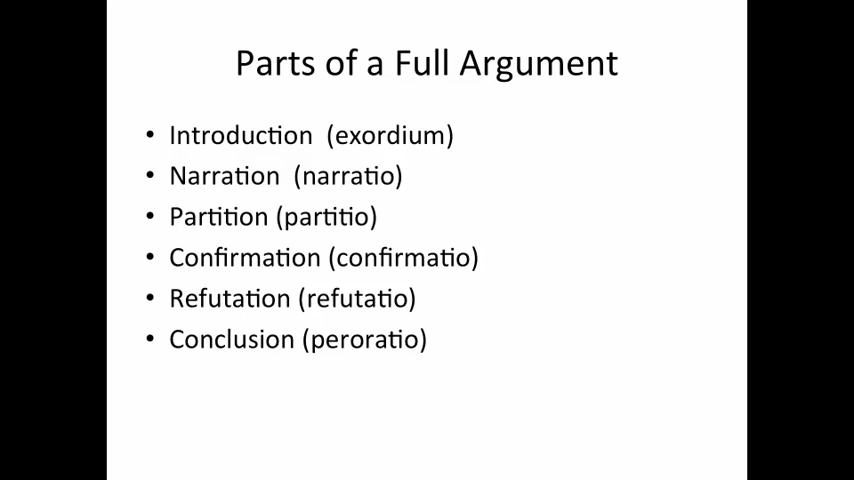 Parts of a Full Argument
• Introduction (exordium)
• Narration (narratio)
• Partition (partitio)
• Confirmation (confirmatio)
• Refutation (refutatio)
• Conclusion (peroratio)